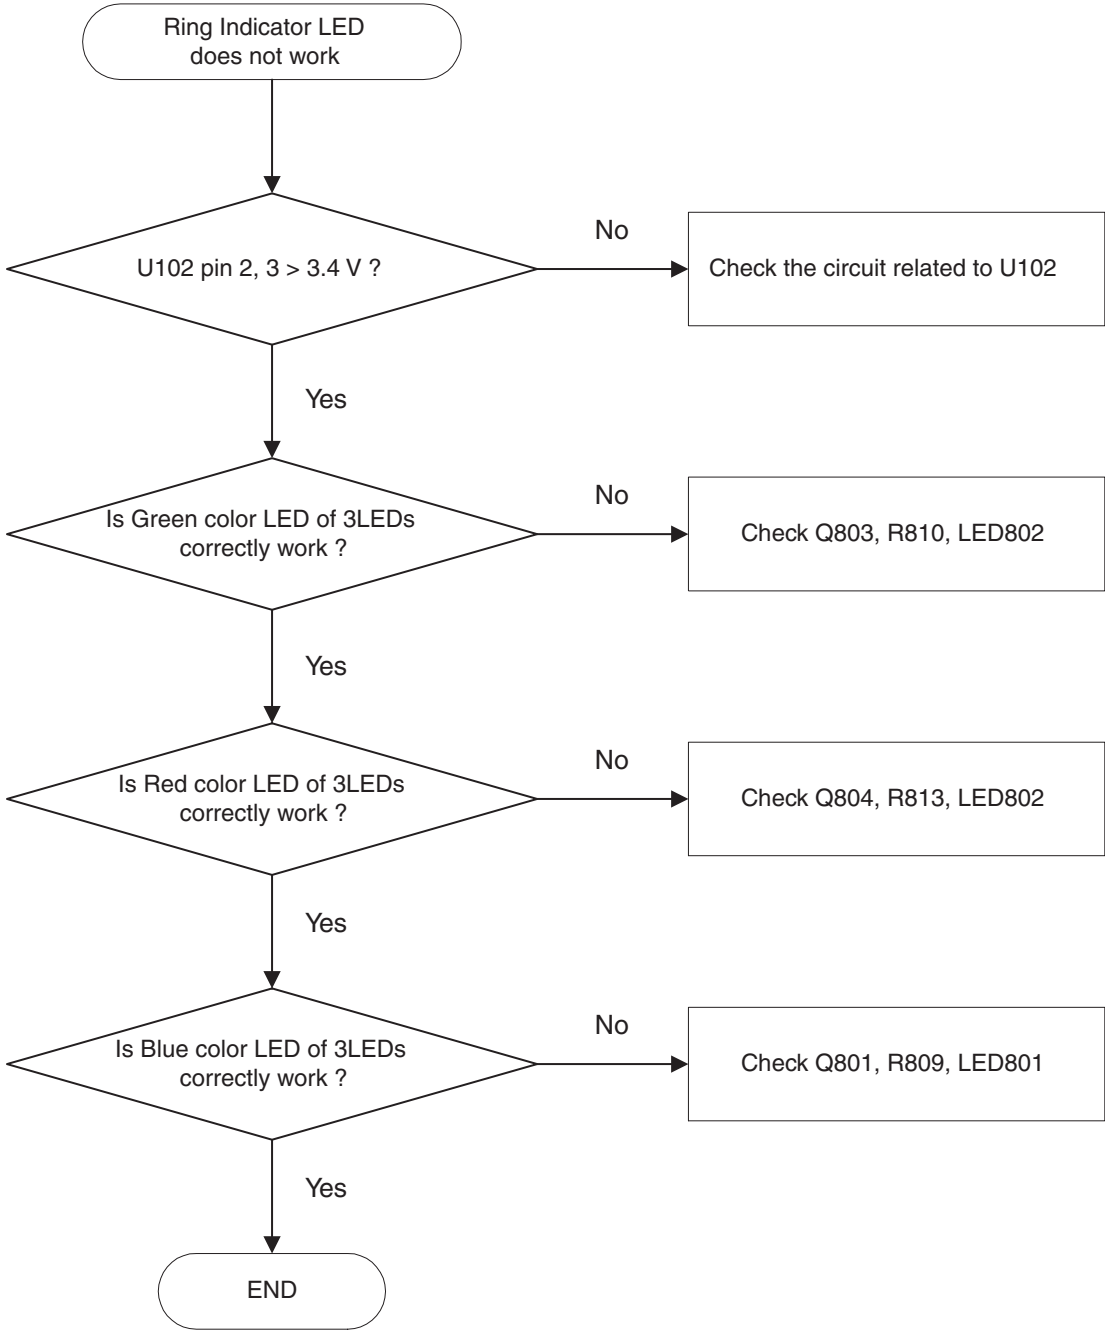 Ring Indicator LED
does not work
U102 pin 2, 3 > 3.4 V ?
No
Check the circuit related to U102
Yes
Is Green color LED of 3LEDs
correctly work ?
No
Check Q803, R810, LED802
Yes
Is Red color LED of 3LEDs
correctly work ?
No
Check Q804, R813, LED802
Yes
Is Blue color LED of 3LEDs
correctly work ?
No
Check Q801, R809, LED801
Yes
END